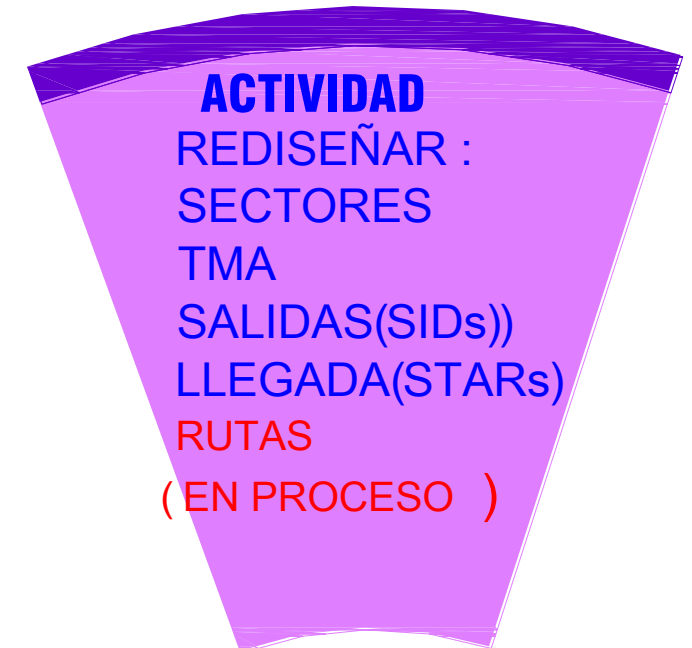 ACTIVIDAD
REDISEÑAR :
SECTORES
TMA
SALIDAS(SIDs))
LLEGADA(STARs)
RUTAS
( EN PROCESO )